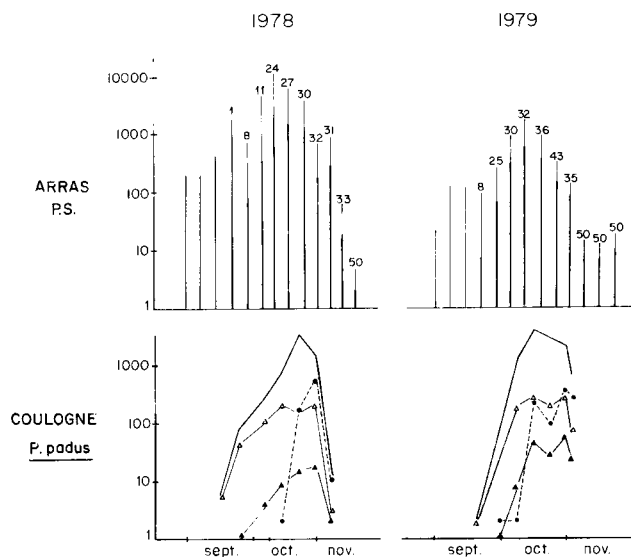 1978 1979
ARRAS
P.S.
10000
1000
100
10
1
1 8 11 24 27 30 32 31 33 50
8 25 30 32 36 43 35 50 50 50
COULOGNE
P. padus
1000
100
10
1
sept. oct. nov.
sept. oct. nov.